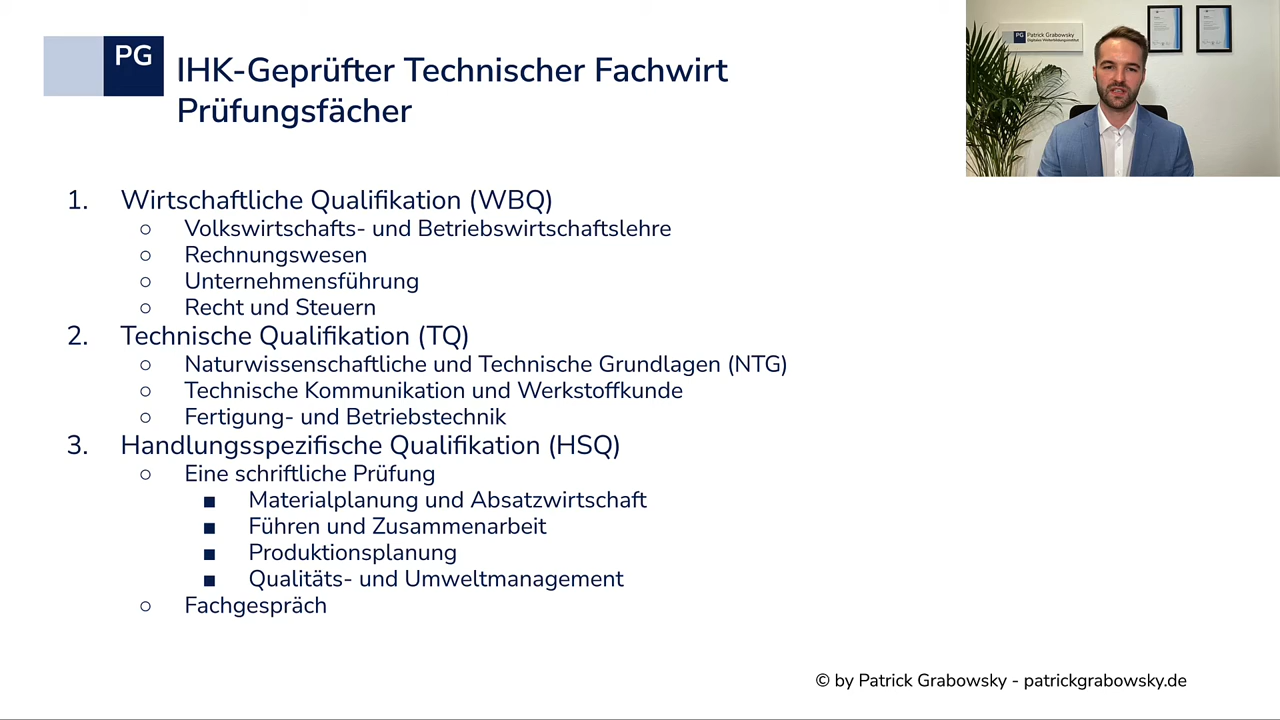 PG
IHK-Geprüfter Technischer Fachwirt
Prüfungsfächer
PG Patrick Grabowsky
Digitales Weiterbildungsinstitut
1. Wirtschaftliche Qualifikation (WBQ)
○ Volkswirtschafts- und Betriebswirtschaftslehre
○ Rechnungswesen
○ Unternehmensführung
○ Recht und Steuern
2. Technische Qualifikation (TQ)
○ Naturwissenschaftliche und Technische Grundlagen (NTG)
○ Technische Kommunikation und Werkstoffkunde
○ Fertigung- und Betriebstechnik
3. Handlungsspezifische Qualifikation (HSQ)
○ Eine schriftliche Prüfung
■ Materialplanung und Absatzwirtschaft
■ Führen und Zusammenarbeit
■ Produktionsplanung
■ Qualitäts- und Umweltmanagement
○ Fachgespräch
© by Patrick Grabowsky - patrickgrabowsky.de